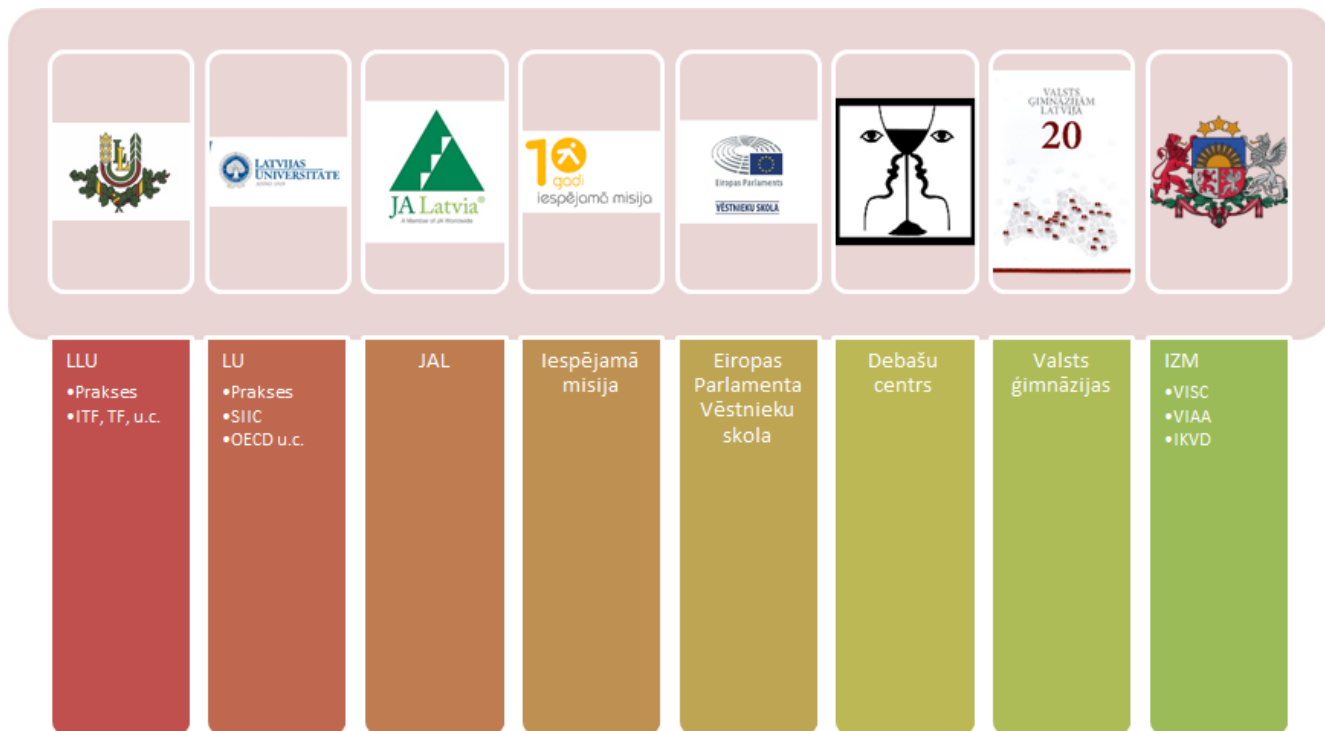 LATVIJAS
UNIVERSITĀTE
JA Latvia®
A Member of JA Worldwide
10
gadi
iespējamā misija
Eiropas Parlaments
VĒSTNIEKU SKOLA
VALSTS
ĢIMNĀZIJĀM
LATVIJĀ
20
LLU
•Prakses
•ITF, TF, u.c.
LU
•Prakses
•SIIC
•OECD u.c.
JAL
Iespējamā
misija
Eiropas
Parlamenta
Vēstnieku
skola
Debašu
centrs
Valsts
ģimnāzijas
IZM
•VISC
•VIAA
•IKVD